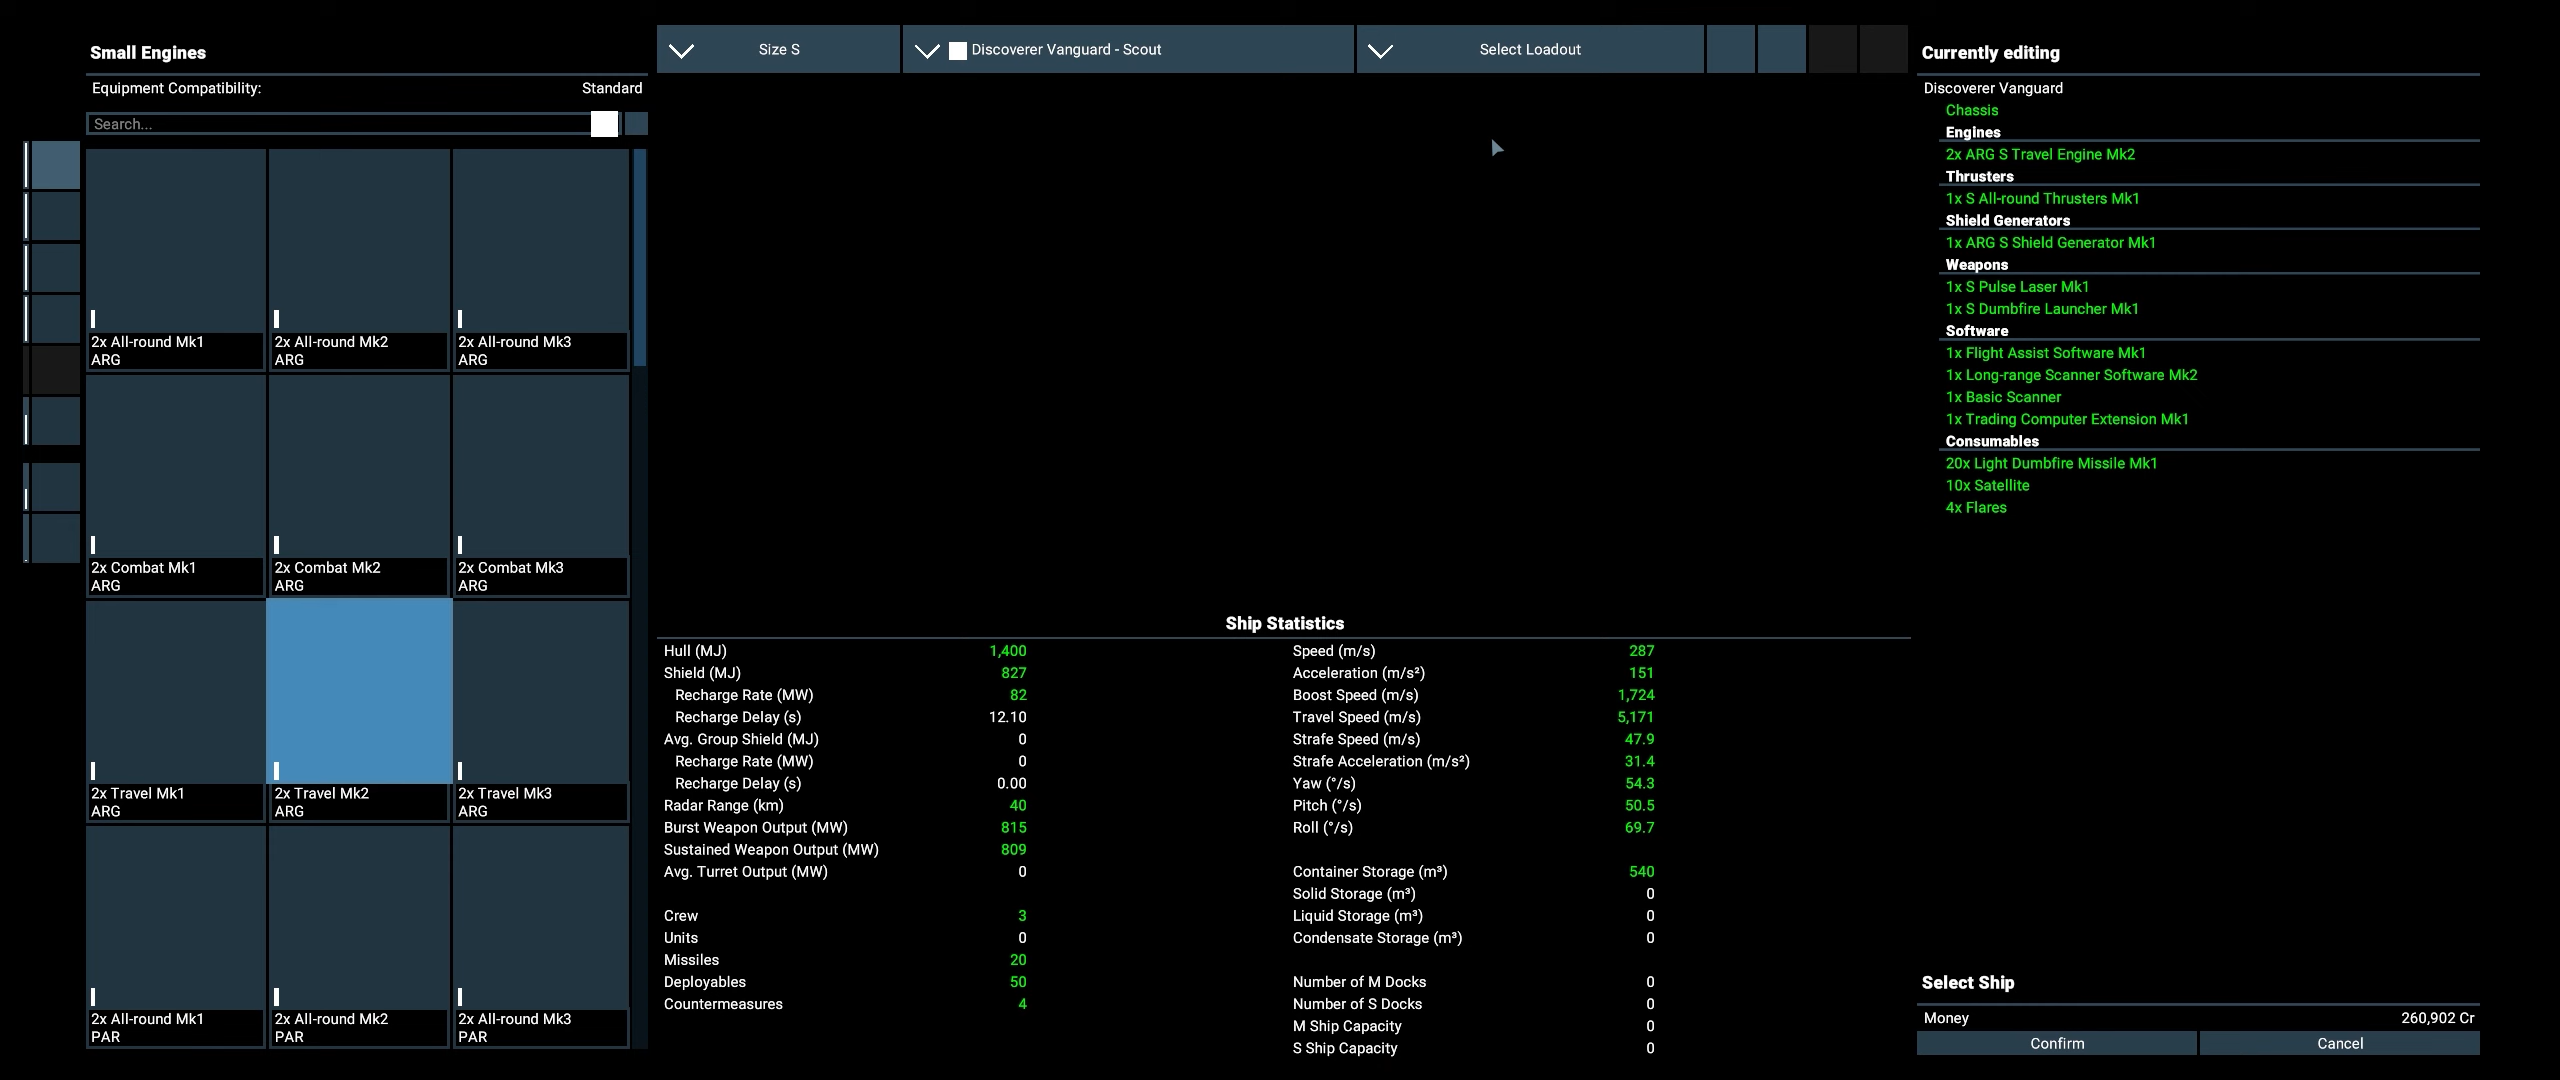 Small Engines
Equipment Compatibility: Standard
Search...
2x All-round Mk1
ARG
2x All-round Mk2
ARG
2x All-round Mk3
ARG
2x Combat Mk1
ARG
2x Combat Mk2
ARG
2x Combat Mk3
ARG
2x Travel Mk1
ARG
2x Travel Mk2
ARG
2x Travel Mk3
ARG
2x All-round Mk1
PAR
2x All-round Mk2
PAR
2x All-round Mk3
PAR
Size S
Discoverer Vanguard - Scout
Select Loadout
Ship Statistics
Hull (MJ) 1,400
Shield (MJ) 827
Recharge Rate (MW) 82
Recharge Delay (s) 12.10
Avg. Group Shield (MJ) 0
Recharge Rate (MW) 0
Recharge Delay (s) 0.00
Radar Range (km) 40
Burst Weapon Output (MW) 815
Sustained Weapon Output (MW) 809
Avg. Turret Output (MW) 0
Crew 3
Units 0
Missiles 20
Deployables 50
Countermeasures 4
Speed (m/s) 287
Acceleration (m/s²) 151
Boost Speed (m/s) 1,724
Travel Speed (m/s) 5,171
Strafe Speed (m/s) 47.9
Strafe Acceleration (m/s²) 31.4
Yaw (°/s) 54.3
Pitch (°/s) 50.5
Roll (°/s) 69.7
Container Storage (m³) 540
Solid Storage (m³) 0
Liquid Storage (m³) 0
Condensate Storage (m³) 0
Number of M Docks 0
Number of S Docks 0
M Ship Capacity 0
S Ship Capacity 0
Currently editing
Discoverer Vanguard
Chassis
Engines
2x ARG S Travel Engine Mk2
Thrusters
1x S All-round Thrusters Mk1
Shield Generators
1x ARG S Shield Generator Mk1
Weapons
1x S Pulse Laser Mk1
1x S Dumbfire Launcher Mk1
Software
1x Flight Assist Software Mk1
1x Long-range Scanner Software Mk2
1x Basic Scanner
1x Trading Computer Extension Mk1
Consumables
20x Light Dumbfire Missile Mk1
10x Satellite
4x Flares
Select Ship
Money 260,902 Cr
Confirm
Cancel